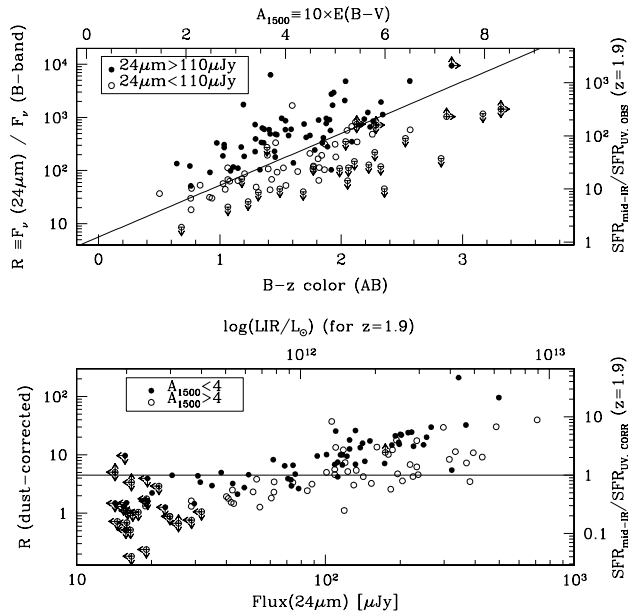 A1500=10×E(B-V)
0 2 4 6 8
R ≡Fν (24μm) / Fν (B-band)
10⁴
10³
10²
10
24μm>110μJy
24μm<110μJy
10³
10²
10
1
SFRmid-IR/SFRUV, OBS (z=1.9)
0 1 2 3
B-z color (AB)
log(LIR/L⊙) (for z=1.9)
10¹² 10¹³
R (dust-corrected)
10²
10
1
A1500<4
A1500>4
10
1
0.1
SFRmid-IR/SFRUV, CORR (z=1.9)
10 10² 10³
Flux(24μm) [μJy]